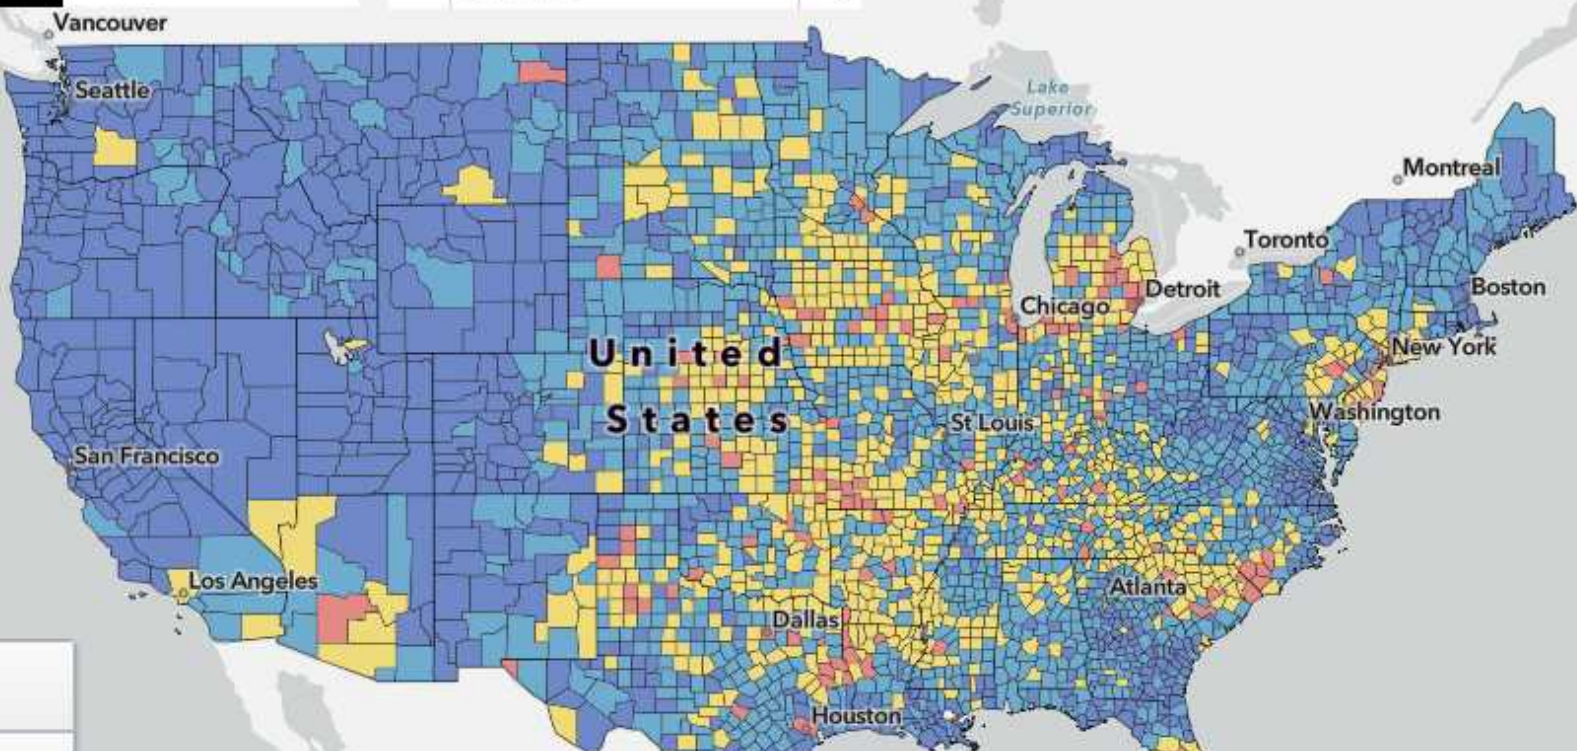 Vancouver
Seattle
Lake
Superior
Montreal
Toronto
Detroit
Boston
Chicago
United
States
New York
Washington
St Louis
San Francisco
Los Angeles
Atlanta
Dallas
Houston